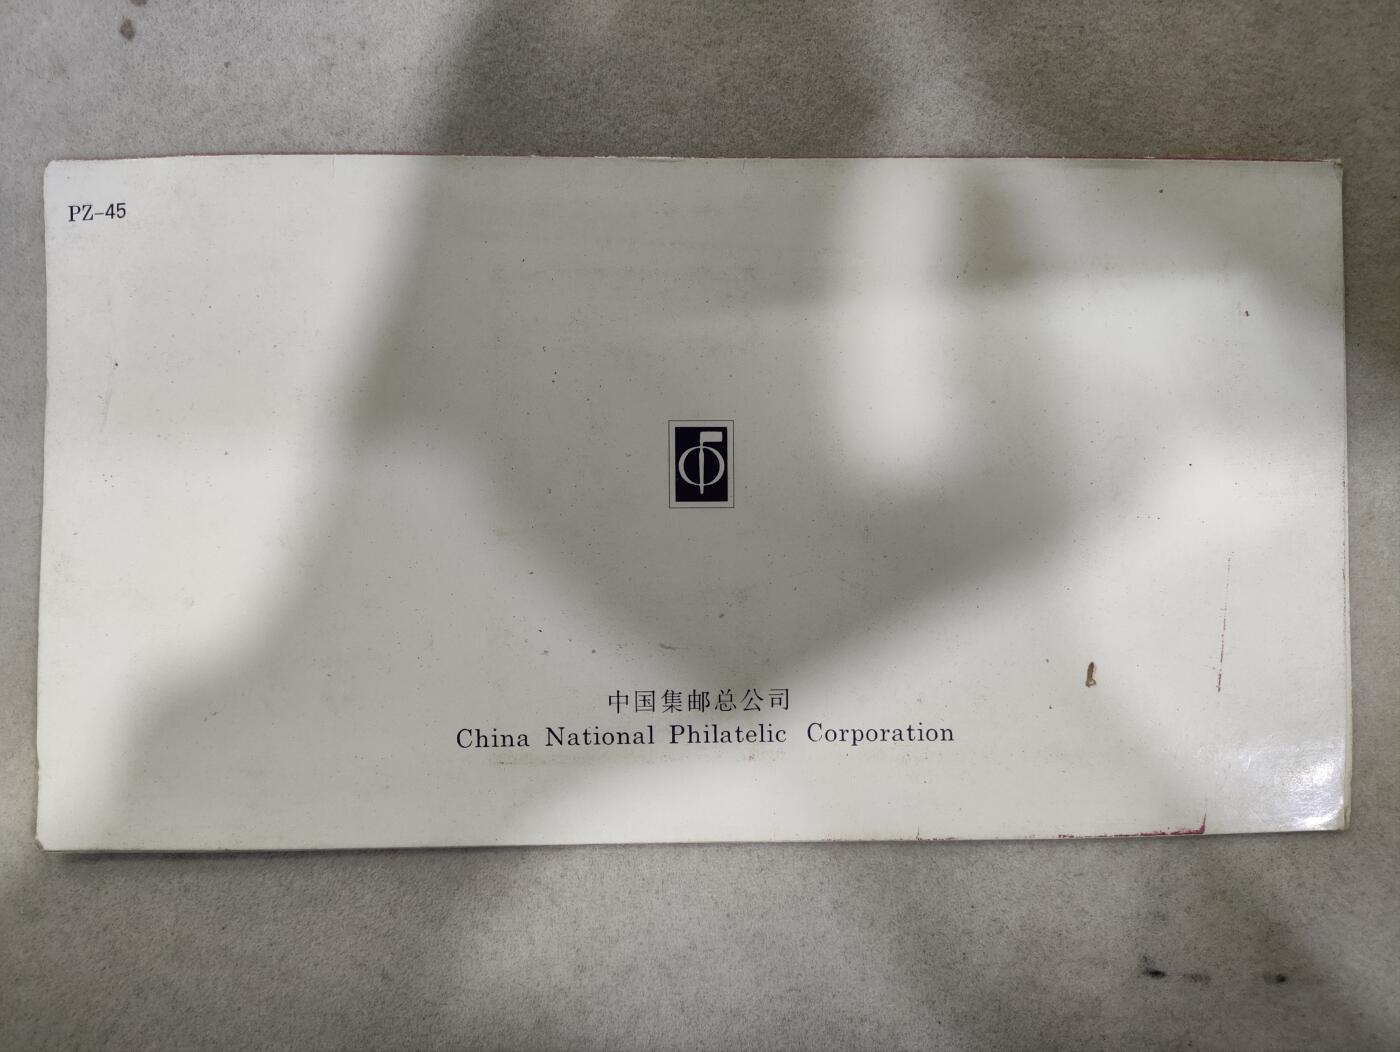 PZ-45
中国集邮总公司
China National Philatelic Corporation